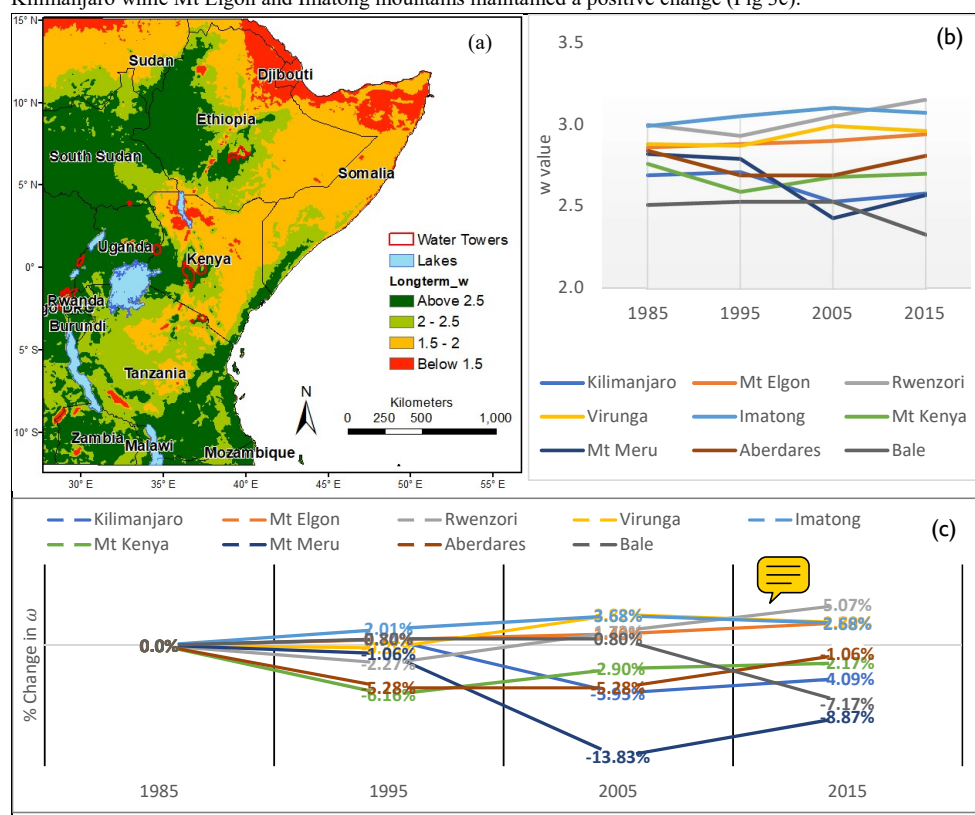 Kilimanjaro while Mt Elgon and Imatong mountains maintained a positive change (Fig 3c).
(a)
15° N
10° N
5° N
0°
5° S
10° S
30° E 35° E 40° E 45° E 50° E 55° E
Sudan
Djibouti
Ethiopia
South Sudan
Somalia
Uganda
Kenya
Rwanda
Burundi
Tanzania
Zambia
Malawi
Mozambique
Water Towers
Lakes
Longterm_w
Above 2.5
2 - 2.5
1.5 - 2
Below 1.5
N
Kilometers
0 250 500 1,000
(b)
w value
3.5
3.0
2.5
2.0
1985 1995 2005 2015
Kilimanjaro Mt Elgon Rwenzori
Virunga Imatong Mt Kenya
Mt Meru Aberdares Bale
(c)
Kilimanjaro Mt Elgon Rwenzori Virunga Imatong
Mt Kenya Mt Meru Aberdares Bale
% Change in ω
0.0%
2.01%
0.80%
-1.06%
-2.27%
-5.28%
-6.16%
3.68%
0.80%
-2.90%
-5.28%
-13.83%
5.07%
2.68%
-1.06%
-2.17%
-4.09%
-7.17%
-8.87%
1985 1995 2005 2015